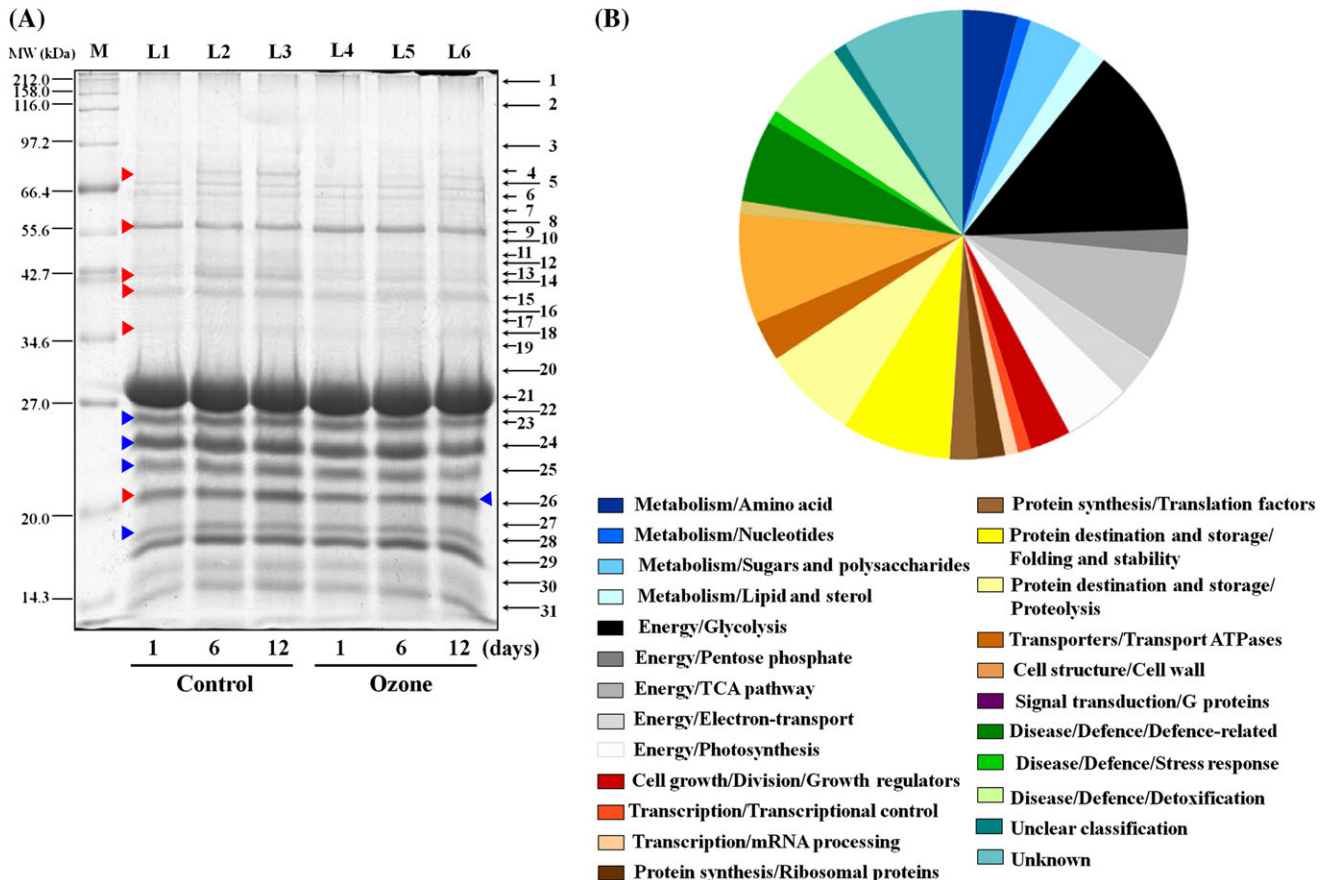 (A)
MW (kDa) M L1 L2 L3 L4 L5 L6
212.0
158.0
116.0
97.2
66.4
55.6
42.7
34.6
27.0
20.0
14.3
1
2
3
4
5
6
7
8
9
10
11
12
13
14
15
16
17
18
19
20
21
22
23
24
25
26
27
28
29
30
31
1 6 12 1 6 12 (days)
Control Ozone
(B)
Metabolism/Amino acid
Metabolism/Nucleotides
Metabolism/Sugars and polysaccharides
Metabolism/Lipid and sterol
Energy/Glycolysis
Energy/Pentose phosphate
Energy/TCA pathway
Energy/Electron-transport
Energy/Photosynthesis
Cell growth/Division/Growth regulators
Transcription/Transcriptional control
Transcription/mRNA processing
Protein synthesis/Ribosomal proteins
Protein synthesis/Translation factors
Protein destination and storage/
Folding and stability
Protein destination and storage/
Proteolysis
Transporters/Transport ATPases
Cell structure/Cell wall
Signal transduction/G proteins
Disease/Defence/Defence-related
Disease/Defence/Stress response
Disease/Defence/Detoxification
Unclear classification
Unknown